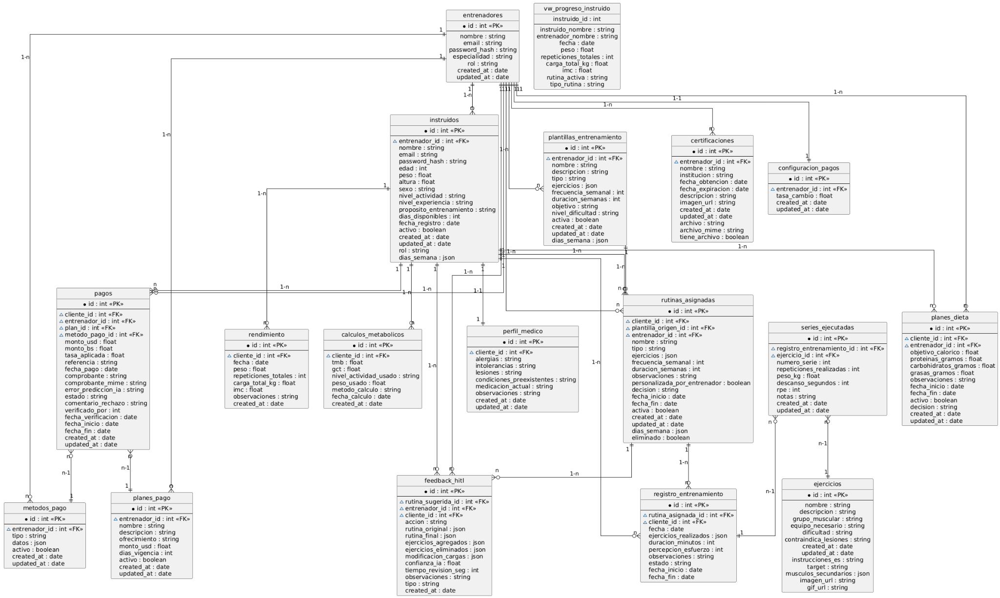 entrenadores
* id : int «PK»
nombre : string
email : string
password_hash : string
especialidad : string
rol : string
created_at : date
updated_at : date
vw_progreso_instruido
instruido_id : int
instruido_nombre : string
entrenador_nombre : string
fecha : date
peso : float
repeticiones_totales : int
carga_total_kg : float
imc : float
rutina_activa : string
tipo_rutina : string
1
1-n
1
1-n
1
1-n
n
1111
111
1-n
1-1
1-n
n
1
1-n
instruidos
* id : int «PK»
~ entrenador_id : int «FK»
nombre : string
email : string
password_hash : string
edad : int
peso : float
altura : float
sexo : string
nivel_actividad : string
nivel_experiencia : string
proposito_entrenamiento : string
dias_disponibles : int
fecha_registro : date
activo : boolean
created_at : date
updated_at : date
rol : string
dias_semana : json
plantillas_entrenamiento
* id : int «PK»
~ entrenador_id : int «FK»
nombre : string
descripcion : string
tipo : string
ejercicios : json
frecuencia_semanal : int
duracion_semanas : int
objetivo : string
nivel_dificultad : string
activa : boolean
created_at : date
updated_at : date
dias_semana : json
certificaciones
* id : int «PK»
~ entrenador_id : int «FK»
nombre : string
institucion : string
fecha_obtencion : date
fecha_expiracion : date
descripcion : string
imagen_url : string
created_at : date
updated_at : date
archivo : string
archivo_mime : string
tiene_archivo : boolean
configuracion_pagos
* id : int «PK»
~ entrenador_id : int «FK»
tasa_cambio : float
created_at : date
updated_at : date
n
1
1-n
1-n
1-n
1-n
1
1-n
1
1
1
1
1
1-n
n
n
1-n
1-n
1-n
1-1
n
n
n
n
n
n
1
pagos
* id : int «PK»
~ cliente_id : int «FK»
~ entrenador_id : int «FK»
~ plan_id : int «FK»
~ metodo_pago_id : int «FK»
monto_usd : float
monto_bs : float
tasa_aplicada : float
referencia : string
fecha_pago : date
comprobante : string
comprobante_mime : string
error_prediccion_ia : string
estado : string
comentario_rechazo : string
verificado_por : int
fecha_verificacion : date
fecha_inicio : date
fecha_fin : date
created_at : date
updated_at : date
rendimiento
* id : int «PK»
~ cliente_id : int «FK»
fecha : date
peso : float
repeticiones_totales : int
carga_total_kg : float
imc : float
observaciones : string
created_at : date
calculos_metabolicos
* id : int «PK»
~ cliente_id : int «FK»
tmb : float
gct : float
nivel_actividad_usado : string
peso_usado : float
metodo_calculo : string
fecha_calculo : date
created_at : date
perfil_medico
* id : int «PK»
~ cliente_id : int «FK»
alergias : string
intolerancias : string
lesiones : string
condiciones_preexistentes : string
medicacion_actual : string
observaciones : string
created_at : date
updated_at : date
rutinas_asignadas
* id : int «PK»
~ cliente_id : int «FK»
~ plantilla_origen_id : int «FK»
~ entrenador_id : int «FK»
nombre : string
tipo : string
ejercicios : json
frecuencia_semanal : int
duracion_semanas : int
observaciones : string
personalizada_por_entrenador : boolean
decision : string
fecha_inicio : date
fecha_fin : date
activa : boolean
created_at : date
updated_at : date
dias_semana : json
eliminado : boolean
series_ejecutadas
* id : int «PK»
~ registro_entrenamiento_id : int «FK»
~ ejercicio_id : int «FK»
numero_serie : int
repeticiones_realizadas : int
peso_kg : float
descanso_segundos : int
rpe : int
notas : string
created_at : date
updated_at : date
planes_dieta
* id : int «PK»
~ cliente_id : int «FK»
~ entrenador_id : int «FK»
objetivo_calorico : float
proteinas_gramos : float
carbohidratos_gramos : float
grasas_gramos : float
observaciones : string
fecha_inicio : date
fecha_fin : date
activo : boolean
decision : string
created_at : date
updated_at : date
1-n
1-n
n
n
n
n
1
1
n-1
n-1
1-n
1-n
n-1
n-1
n
n
n
n
1
1
n
n
n
1
metodos_pago
* id : int «PK»
~ entrenador_id : int «FK»
tipo : string
datos : json
activo : boolean
created_at : date
updated_at : date
planes_pago
* id : int «PK»
~ entrenador_id : int «FK»
nombre : string
descripcion : string
ofrecimiento : string
monto_usd : float
dias_vigencia : int
activo : boolean
created_at : date
updated_at : date
feedback_hitl
* id : int «PK»
~ rutina_sugerida_id : int «FK»
~ entrenador_id : int «FK»
~ cliente_id : int «FK»
accion : string
rutina_original : json
rutina_final : json
ejercicios_agregados : json
ejercicios_eliminados : json
modificacion_cargas : json
confianza_ia : float
tiempo_revision_seg : int
observaciones : string
tipo : string
created_at : date
n
registro_entrenamiento
* id : int «PK»
~ rutina_asignada_id : int «FK»
~ cliente_id : int «FK»
fecha : date
ejercicios_realizados : json
duracion_minutos : int
percepcion_esfuerzo : int
observaciones : string
estado : string
fecha_inicio : date
fecha_fin : date
1
ejercicios
* id : int «PK»
nombre : string
descripcion : string
grupo_muscular : string
equipo_necesario : string
dificultad : string
contraindica_lesiones : string
created_at : date
updated_at : date
instrucciones_es : string
target : string
musculos_secundarios : json
imagen_url : string
gif_url : string